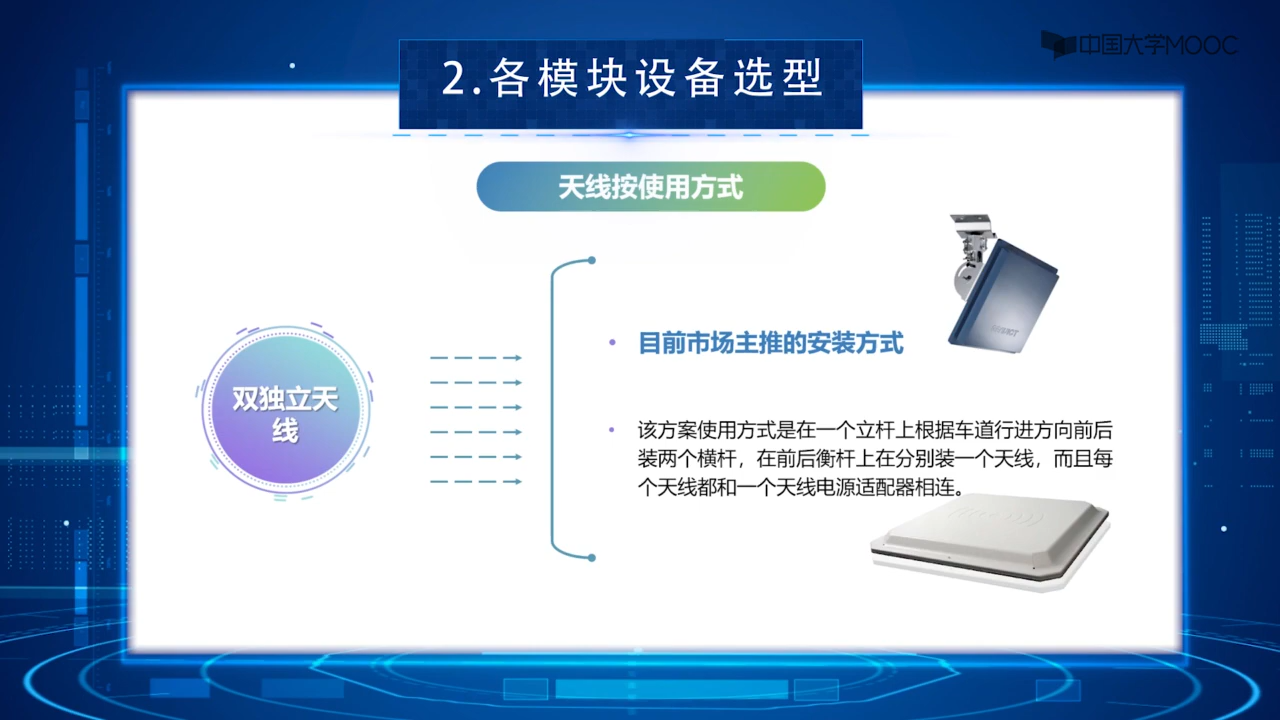 中国大学MOOC
2.各模块设备选型
天线按使用方式
双独立天
线
目前市场主推的安装方式
该方案使用方式是在一个立杆上根据车道行进方向前后
装两个横杆，在前后衡杆上在分别装一个天线，而且每
个天线都和一个天线电源适配器相连。